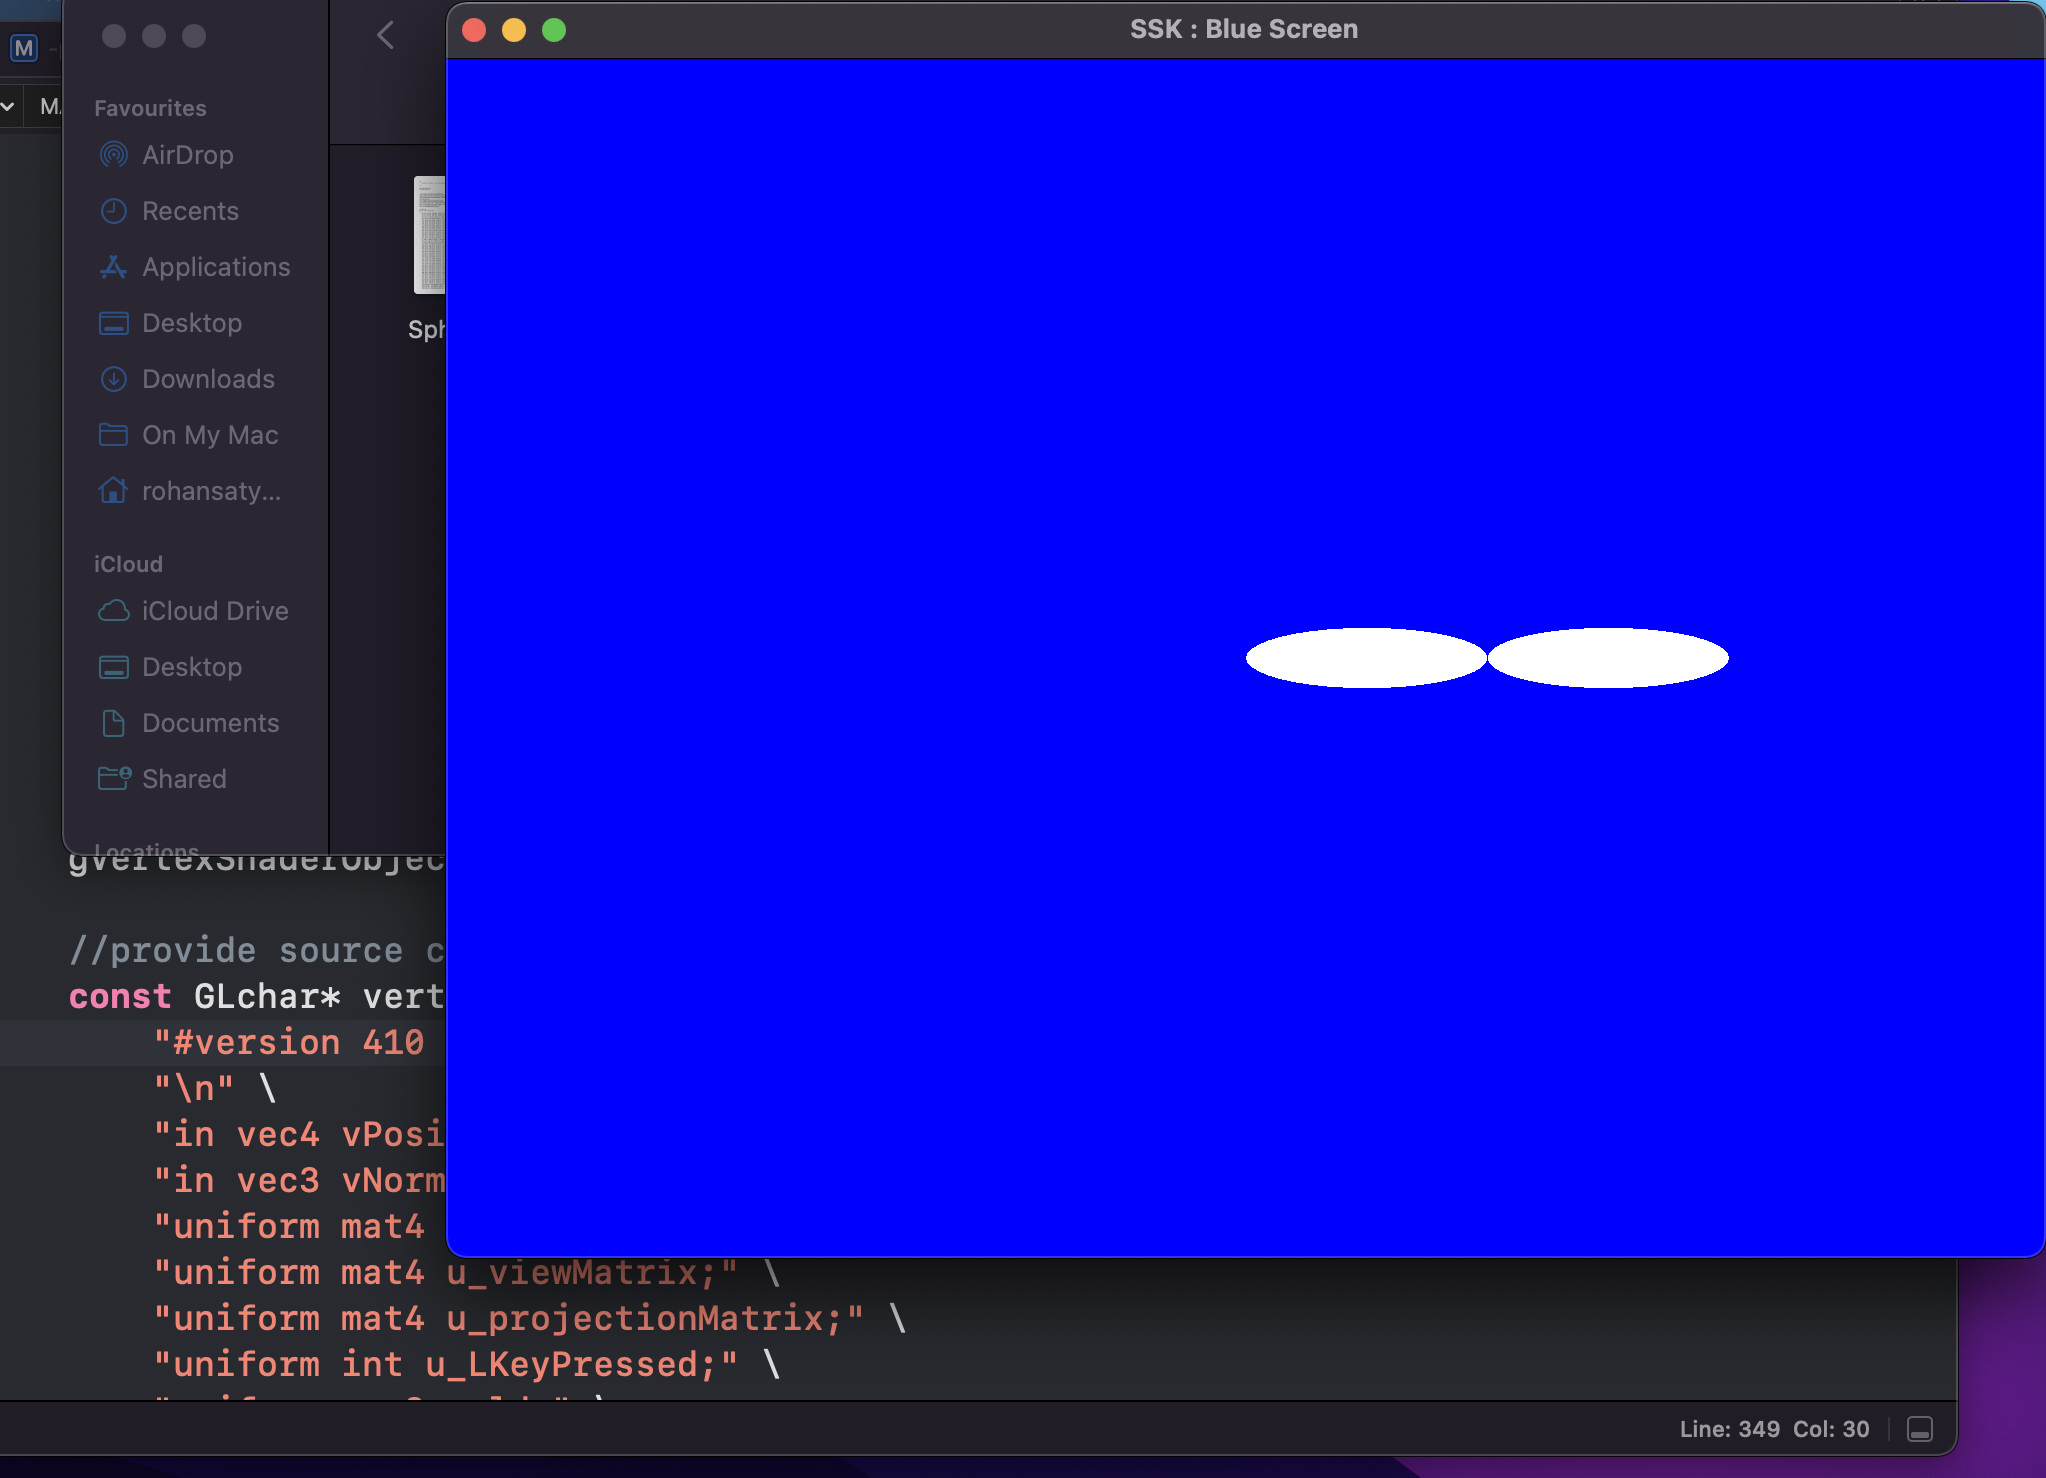 M
SSK : Blue Screen
Favourites
AirDrop
Recents
Applications
Desktop
Downloads
On My Mac
rohansaty...
iCloud
iCloud Drive
Desktop
Documents
Shared
Locations
Sph
gVertexShaderObjec
//provide source c
const GLchar* vert
"#version 410
"\n" \
"in vec4 vPosi
"in vec3 vNorm
"uniform mat4
"uniform mat4 u_viewMatrix;" \
"uniform mat4 u_projectionMatrix;" \
"uniform int u_LKeyPressed;" \
Line: 349 Col: 30